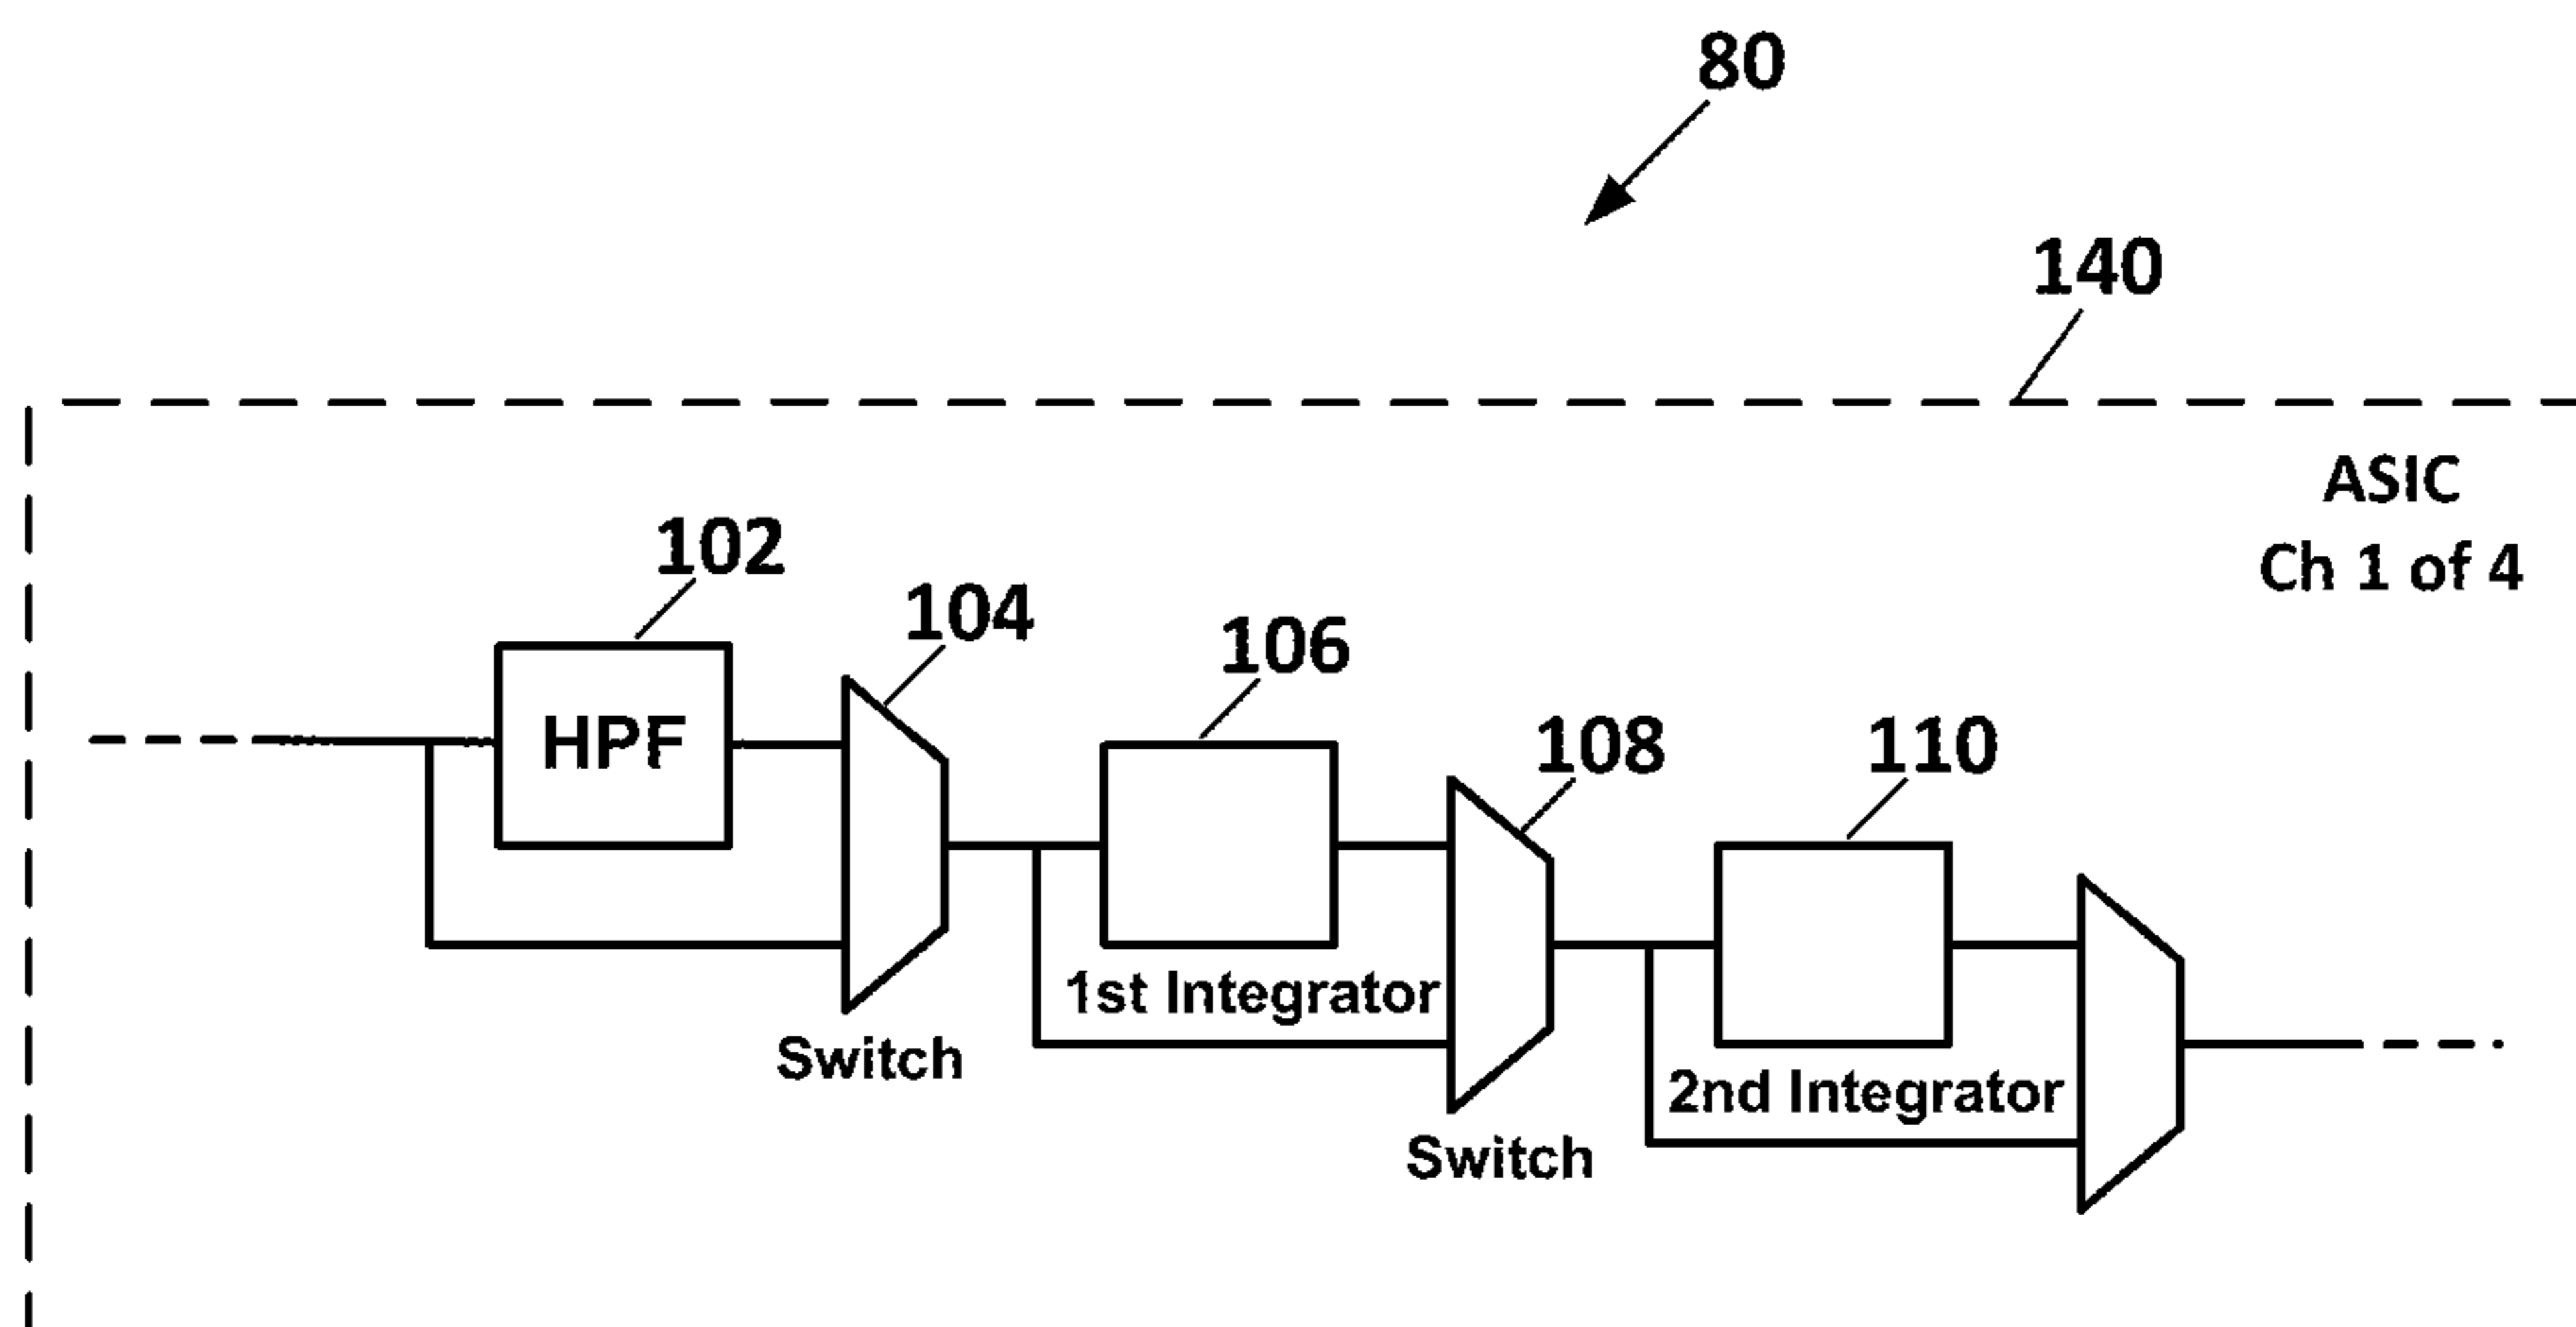 80
140
ASIC
Ch 1 of 4
102
104
106
108
110
HPF
1st Integrator
Switch
2nd Integrator
Switch